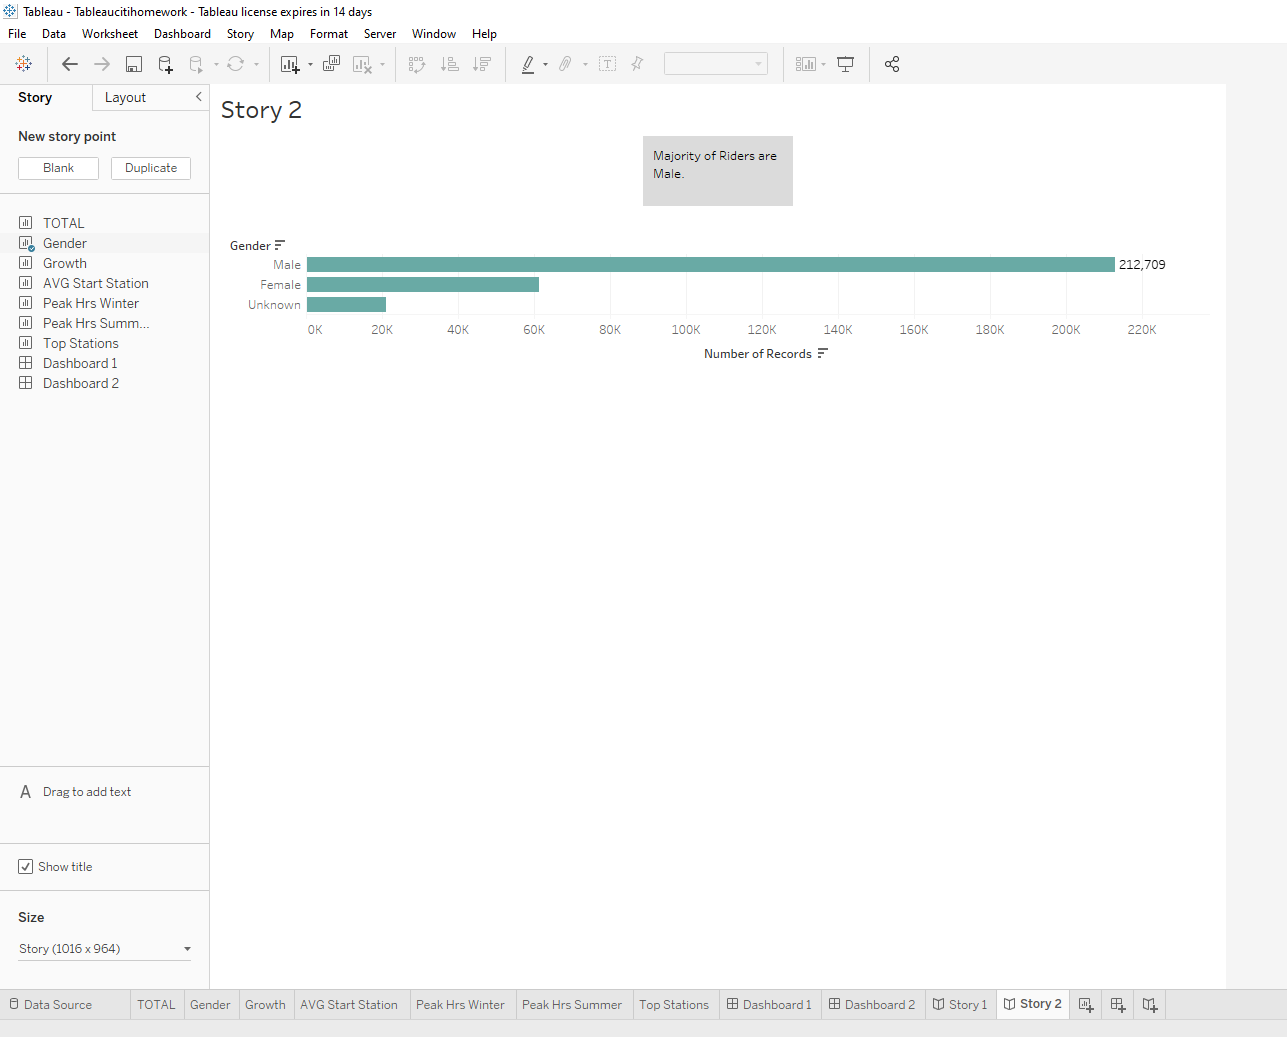 Tableau - Tableaucitihomework - Tableau license expires in 14 days
File Data Worksheet Dashboard Story Map Format Server Window Help
Story Layout
New story point
Blank Duplicate
TOTAL
Gender
Growth
AVG Start Station
Peak Hrs Winter
Peak Hrs Summ...
Top Stations
Dashboard 1
Dashboard 2
A Drag to add text
Show title
Size
Story (1016 x 964)
Story 2
Majority of Riders are
Male.
Gender
Male 212,709
Female
Unknown
0K 20K 40K 60K 80K 100K 120K 140K 160K 180K 200K 220K
Number of Records
Data Source TOTAL Gender Growth AVG Start Station Peak Hrs Winter Peak Hrs Summer Top Stations Dashboard 1 Dashboard 2 Story 1 Story 2